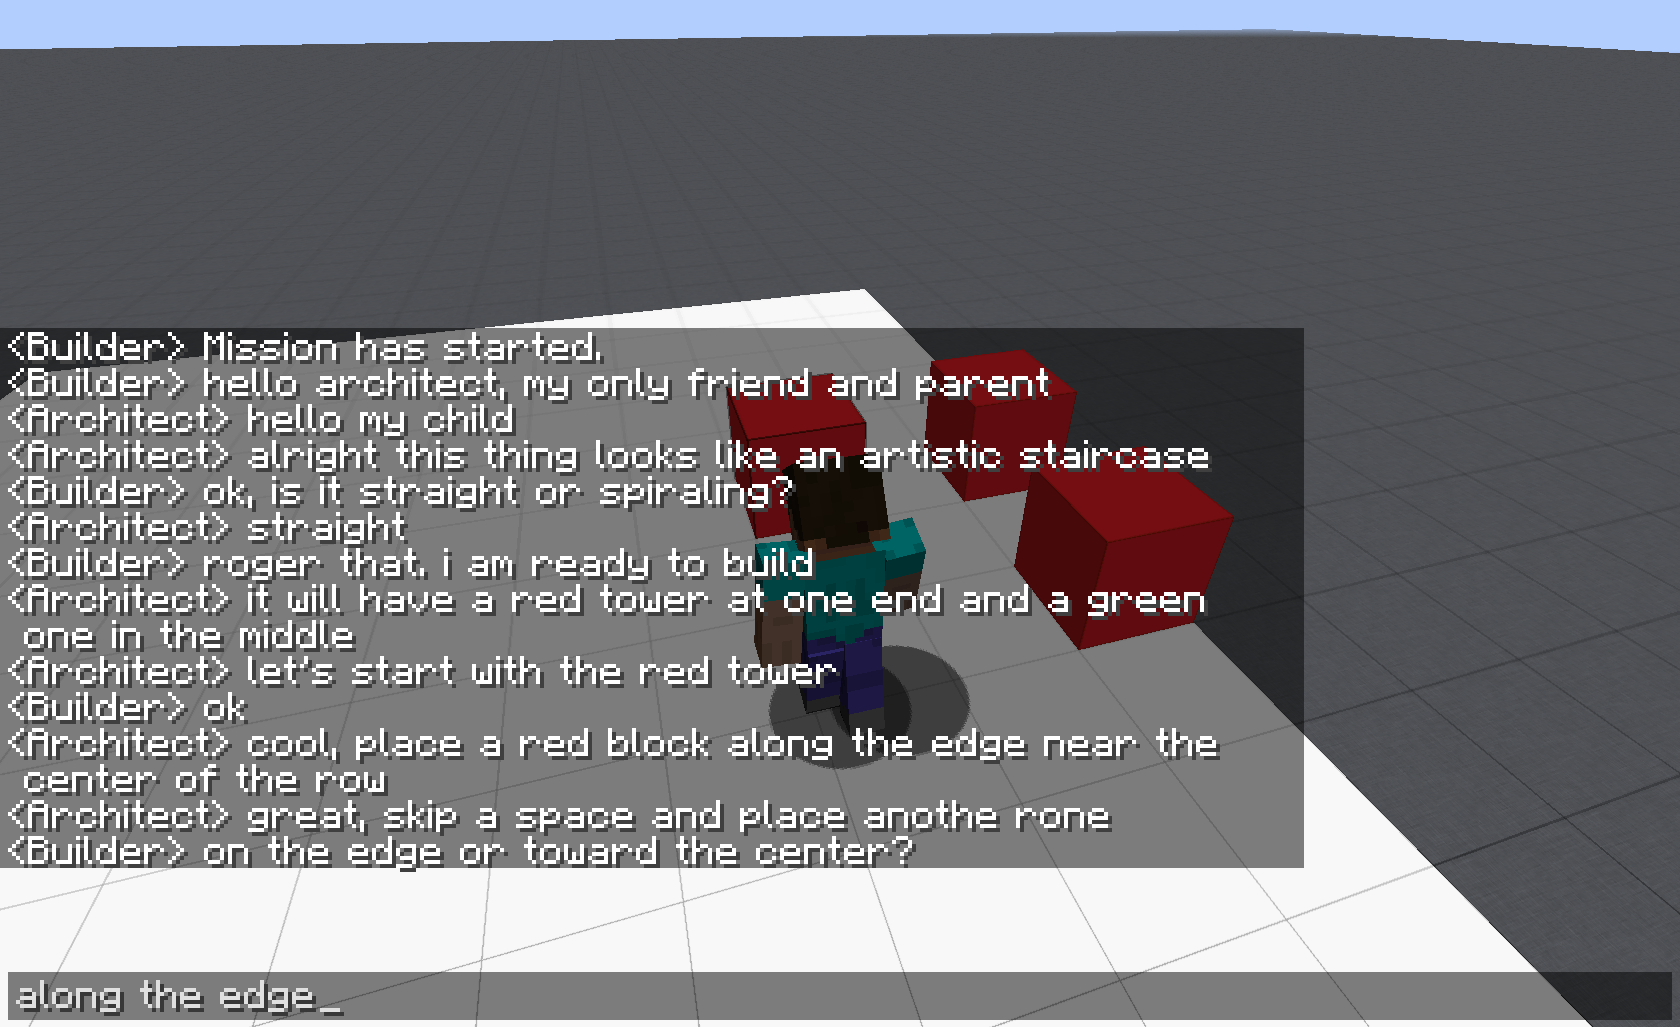 <Builder> Mission has started.
<Builder> hello architect, my only friend and parent
<Architect> hello my child
<Architect> alright this thing looks like an artistic staircase
<Builder> ok, is it straight or spiraling?
<Architect> straight
<Builder> roger that. i am ready to build
<Architect> it will have a red tower at one end and a green
one in the middle
<Architect> let's start with the red tower
<Builder> ok
<Architect> cool, place a red block along the edge near the
center of the row
<Architect> great, skip a space and place anothe rone
<Builder> on the edge or toward the center?
along the edge_